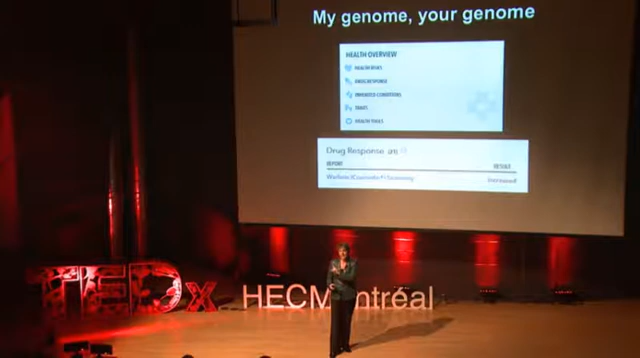 My genome, your genome
HEALTH OVERVIEW
HEALTH RISKS
DRUG RESPONSE
INHERITED CONDITIONS
TRAITS
HEALTH TOOLS
Drug Response
REPORT RESULT
Warfarin (Coumadin®) Sensitivity Increased
TEDx HECMontréal